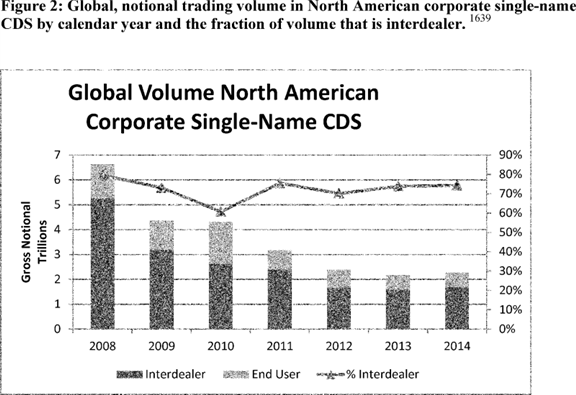 Figure 2: Global, notional trading volume in North American corporate single-name
CDS by calendar year and the fraction of volume that is interdealer. 1639
Global Volume North American
Corporate Single-Name CDS
Gross Notional
Trillions
7
6
5
4
3
2
1
0
90%
80%
70%
60%
50%
40%
30%
20%
10%
0%
2008 2009 2010 2011 2012 2013 2014
Interdealer End User % Interdealer